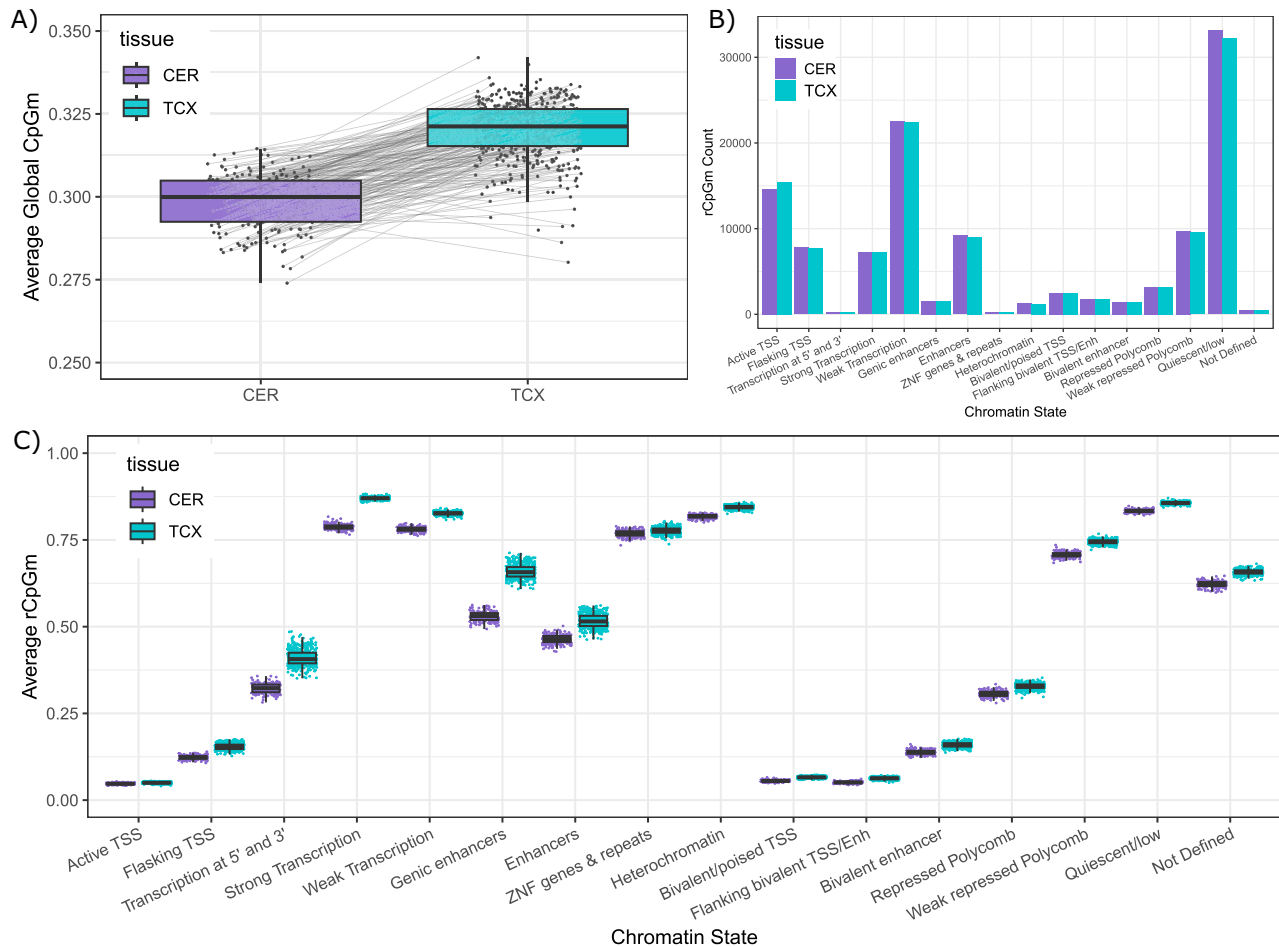 A)
tissue
CER
TCX
Average Global CpGm
0.350
0.325
0.300
0.275
0.250
CER
TCX
B)
tissue
CER
TCX
rCpGm Count
30000
20000
10000
0
Active TSS
Flasking TSS
Transcription at 5' and 3'
Strong Transcription
Weak Transcription
Genic enhancers
Enhancers
ZNF genes & repeats
Heterochromatin
Bivalent/poised TSS
Flanking bivalent TSS/Enh
Bivalent enhancer
Repressed Polycomb
Weak repressed Polycomb
Quiescent/low
Not Defined
Chromatin State
C)
tissue
CER
TCX
Average rCpGm
1.00
0.75
0.50
0.25
0.00
Active TSS
Flasking TSS
Transcription at 5' and 3'
Strong Transcription
Weak Transcription
Genic enhancers
Enhancers
ZNF genes & repeats
Heterochromatin
Bivalent/poised TSS
Flanking bivalent TSS/Enh
Bivalent enhancer
Repressed Polycomb
Weak repressed Polycomb
Quiescent/low
Not Defined
Chromatin State